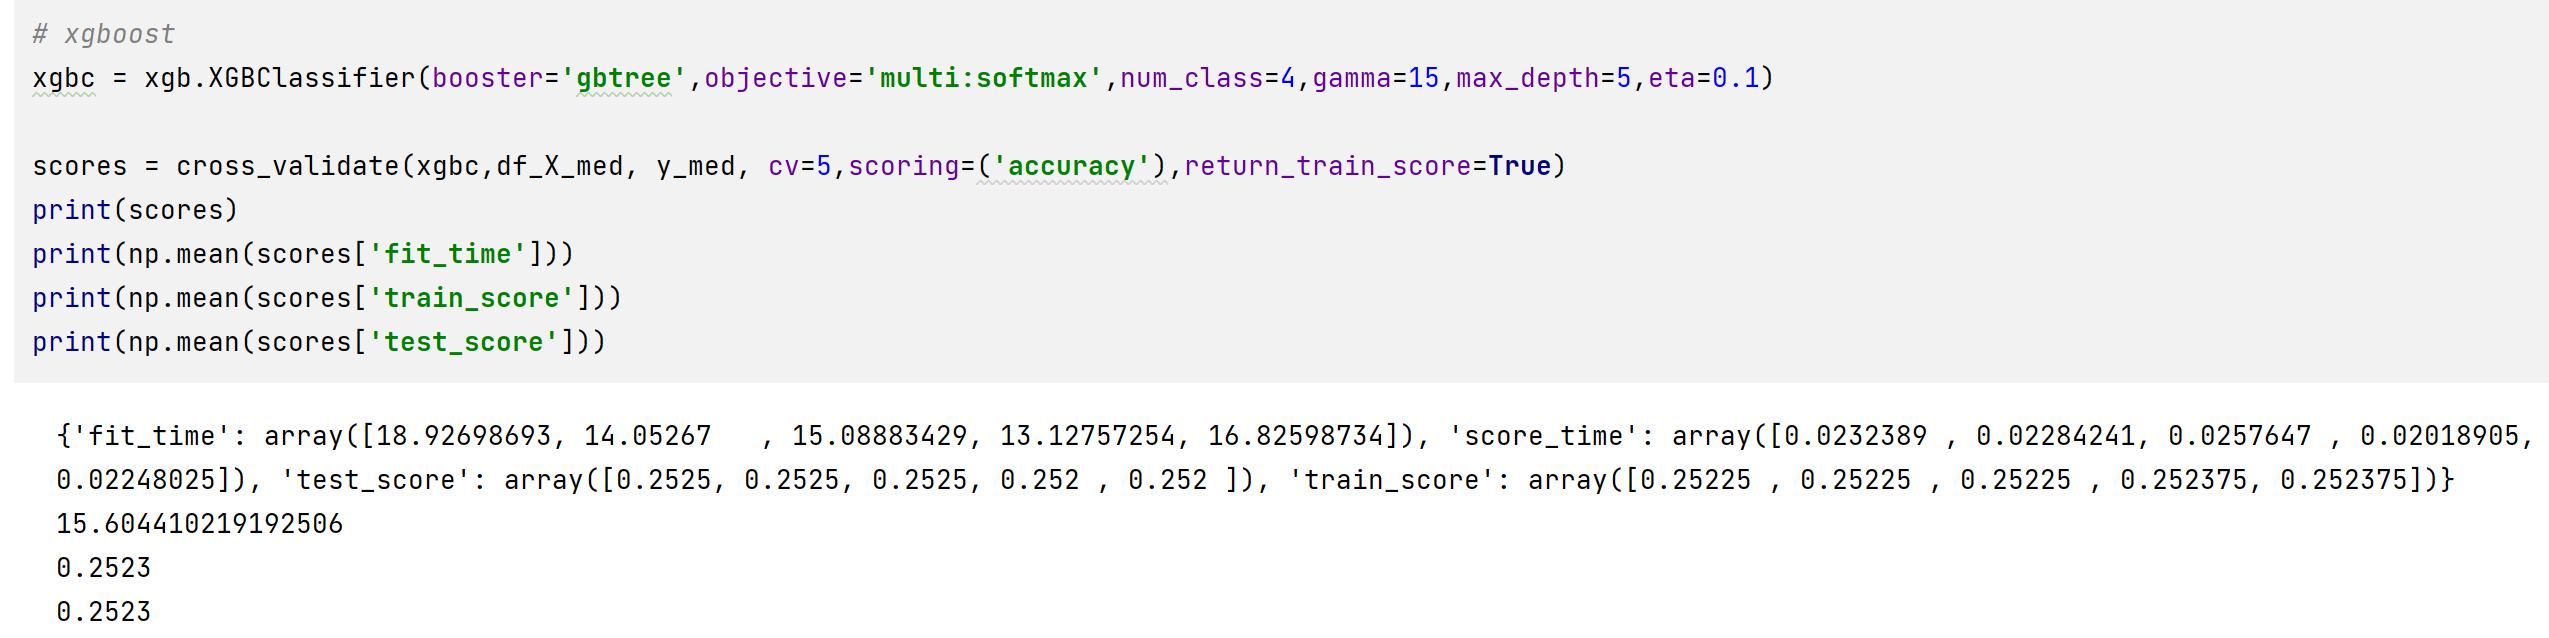 # xgboost
xgbc = xgb.XGBClassifier(booster='gbtree',objective='multi:softmax',num_class=4,gamma=15,max_depth=5,eta=0.1)
scores = cross_validate(xgbc,df_X_med, y_med, cv=5,scoring=('accuracy'),return_train_score=True)
print(scores)
print(np.mean(scores['fit_time']))
print(np.mean(scores['train_score']))
print(np.mean(scores['test_score']))
{'fit_time': array([18.92698693, 14.05267   , 15.08883429, 13.12757254, 16.82598734]), 'score_time': array([0.0232389 , 0.02284241, 0.0257647 , 0.02018905,
0.02248025]), 'test_score': array([0.2525, 0.2525, 0.2525, 0.252 , 0.252 ]), 'train_score': array([0.25225 , 0.25225 , 0.25225 , 0.252375, 0.252375])}
15.604410219192506
0.2523
0.2523